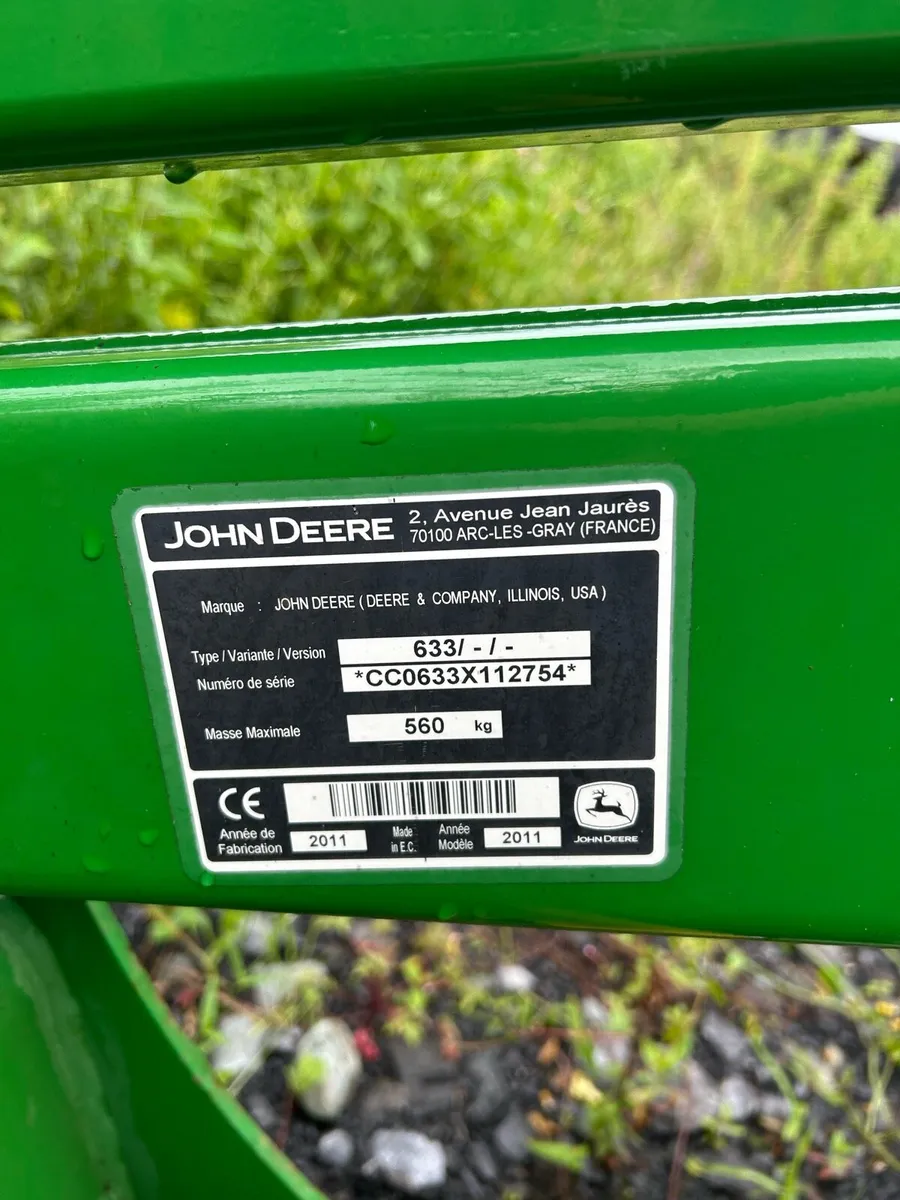 JOHN DEERE
2, Avenue Jean Jaurès
70100 ARC-LES -GRAY (FRANCE)
Marque : JOHN DEERE ( DEERE & COMPANY, ILLINOIS, USA )
Type / Variante / Version 633/ - / -
Numéro de série *CC0633X112754*
Masse Maximale 560 kg
CE
Année de Fabrication 2011
Made in E.C.
Année Modèle 2011
JOHN DEERE